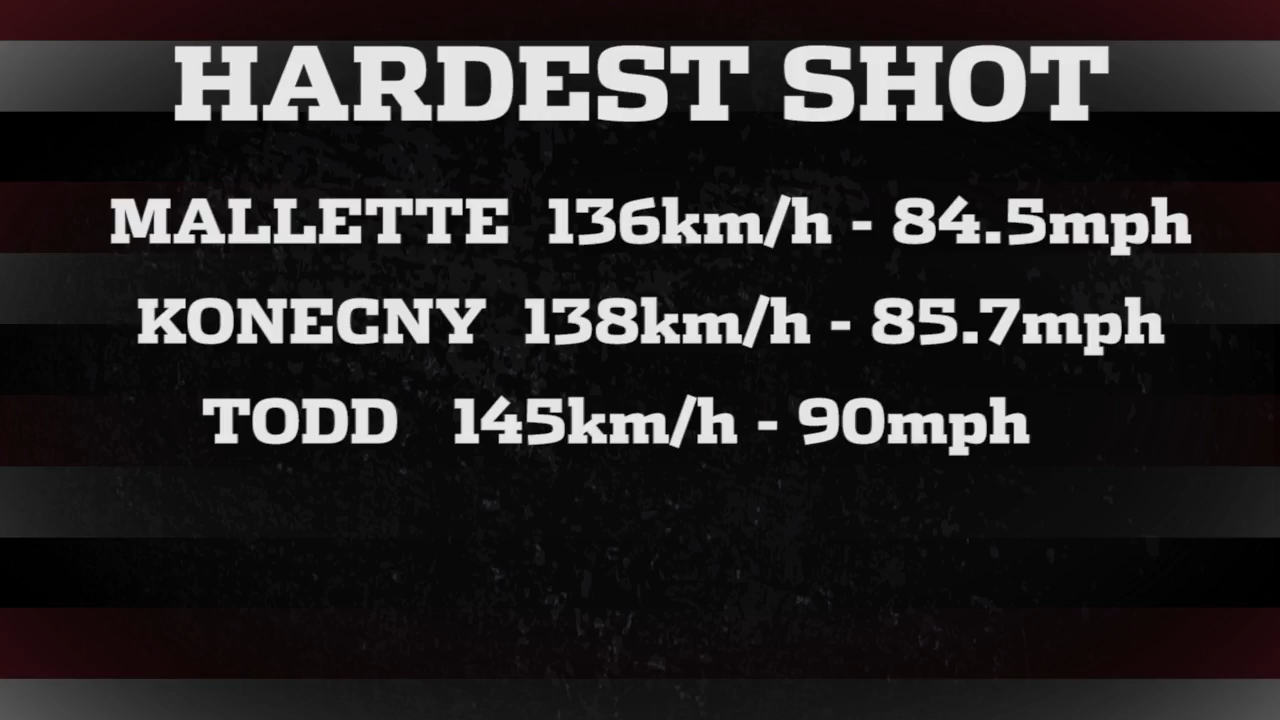 HARDEST SHOT
MALLETTE 136km/h - 84.5mph
KONECNY 138km/h - 85.7mph
TODD 145km/h - 90mph